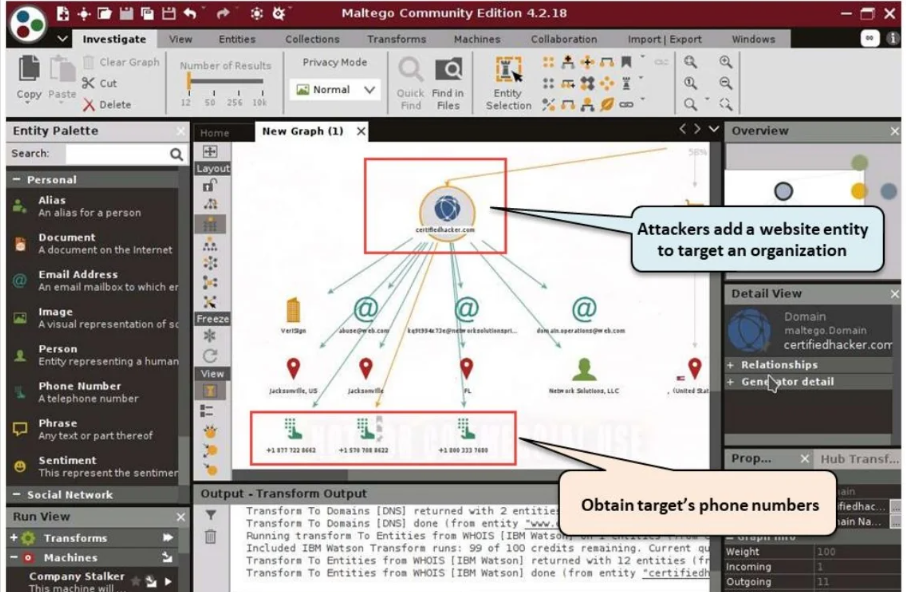 Maltego Community Edition 4.2.18
Investigate View Entities Collections Transforms Machines Collaboration Import | Export Windows
Copy Paste
Clear Graph
Cut
Delete
Number of Results
12 50 256 10k
Privacy Mode
Normal
Quick Find
Find in Files
Entity Selection
Entity Palette
Search:
Personal
Alias
An alias for a person
Document
A document on the Internet
Email Address
An email mailbox to which er
Image
A visual representation of sc
Person
Entity representing a human
Phone Number
A telephone number
Phrase
Any text or part thereof
Sentiment
This represent the sentimer
Social Network
Run View
Transforms
Machines
Company Stalker
This machine will ...
Home New Graph (1)
Layout
Freeze
View
56%
certifiedhacker.com
VeriSign
abuse@web.com
domain.operations@web.com
Jacksonville, US
Jacksonville
FL
Network Solutions, LLC
, (United Stat
+1 877 722 8662
+1 570 708 8622
+1 800 333 7680
Attackers add a website entity
to target an organization
Obtain target's phone numbers
Output - Transform Output
Transform To Domains [DNS] returned with 2 entities
Transform To Domains [DNS] done (from entity "www.
Running transform To Entities from WHOIS [IBM Watson] on 1 entities (from
Included IBM Watson Transform runs: 99 of 100 credits remaining. Current qu
Transform To Entities from WHOIS [IBM Watson] returned with 12 entities (fr
Transform To Entities from WHOIS [IBM Watson] done (from entity "certifiedh
Overview
Detail View
Domain
maltego.Domain
certifiedhacker.com
Relationships
Generator detail
Prop... Hub Transf...
ain
ifiedhac...
ain Na...
Graph info
Weight 100
Incoming 1
Outgoing 11